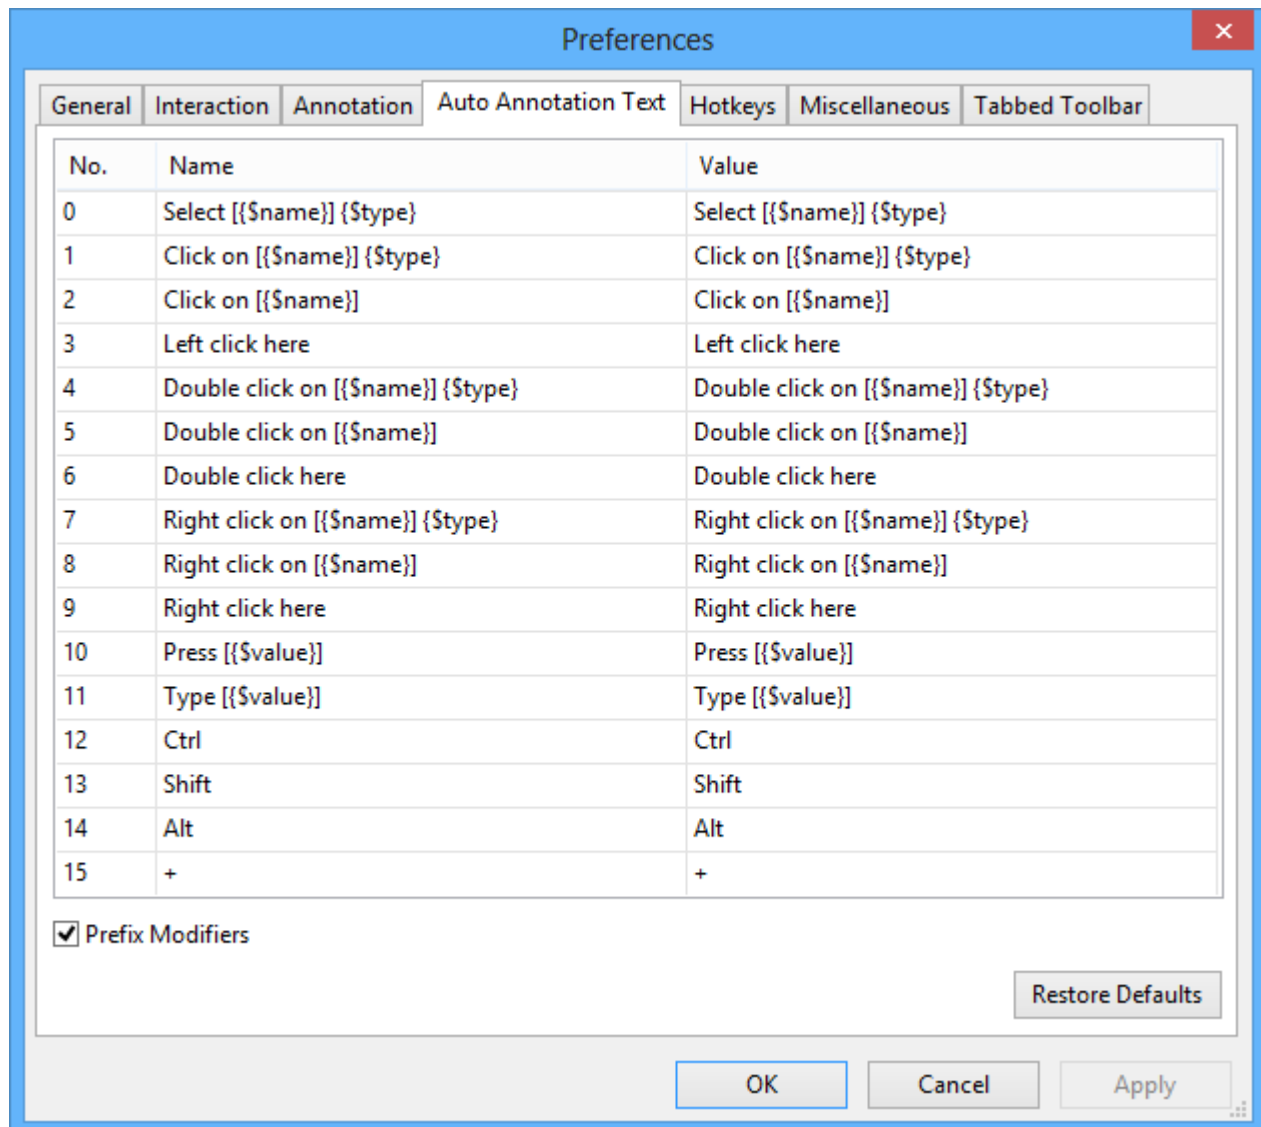 Preferences
General Interaction Annotation Auto Annotation Text Hotkeys Miscellaneous Tabbed Toolbar
No. Name Value
0 Select [{$name}] {$type} Select [{$name}] {$type}
1 Click on [{$name}] {$type} Click on [{$name}] {$type}
2 Click on [{$name}] Click on [{$name}]
3 Left click here Left click here
4 Double click on [{$name}] {$type} Double click on [{$name}] {$type}
5 Double click on [{$name}] Double click on [{$name}]
6 Double click here Double click here
7 Right click on [{$name}] {$type} Right click on [{$name}] {$type}
8 Right click on [{$name}] Right click on [{$name}]
9 Right click here Right click here
10 Press [{$value}] Press [{$value}]
11 Type [{$value}] Type [{$value}]
12 Ctrl Ctrl
13 Shift Shift
14 Alt Alt
15 + +
Prefix Modifiers
Restore Defaults
OK Cancel Apply